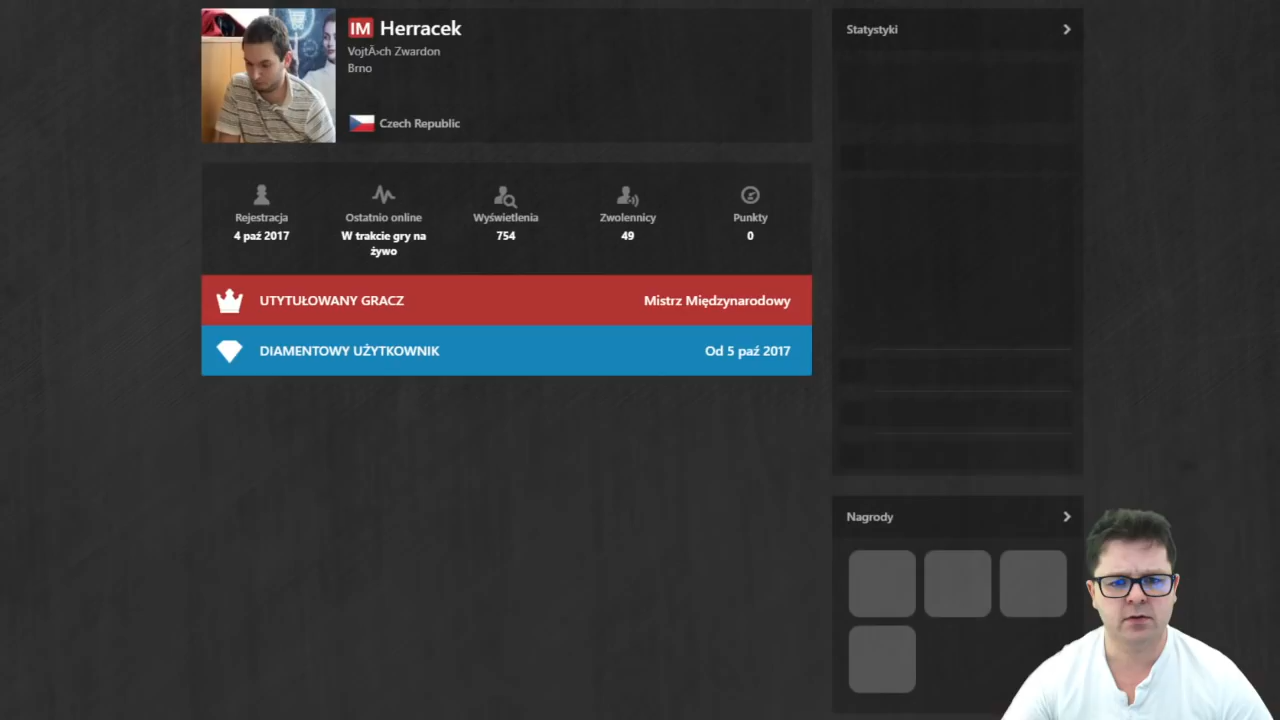 IM Herracek
VojtÄ›ch Zwardon
Brno
Czech Republic
Rejestracja
4 paź 2017
Ostatnio online
W trakcie gry na
żywo
Wyświetlenia
754
Zwolennicy
49
Punkty
0
UTYTUŁOWANY GRACZ
Mistrz Międzynarodowy
DIAMENTOWY UŻYTKOWNIK
Od 5 paź 2017
Statystyki
Nagrody